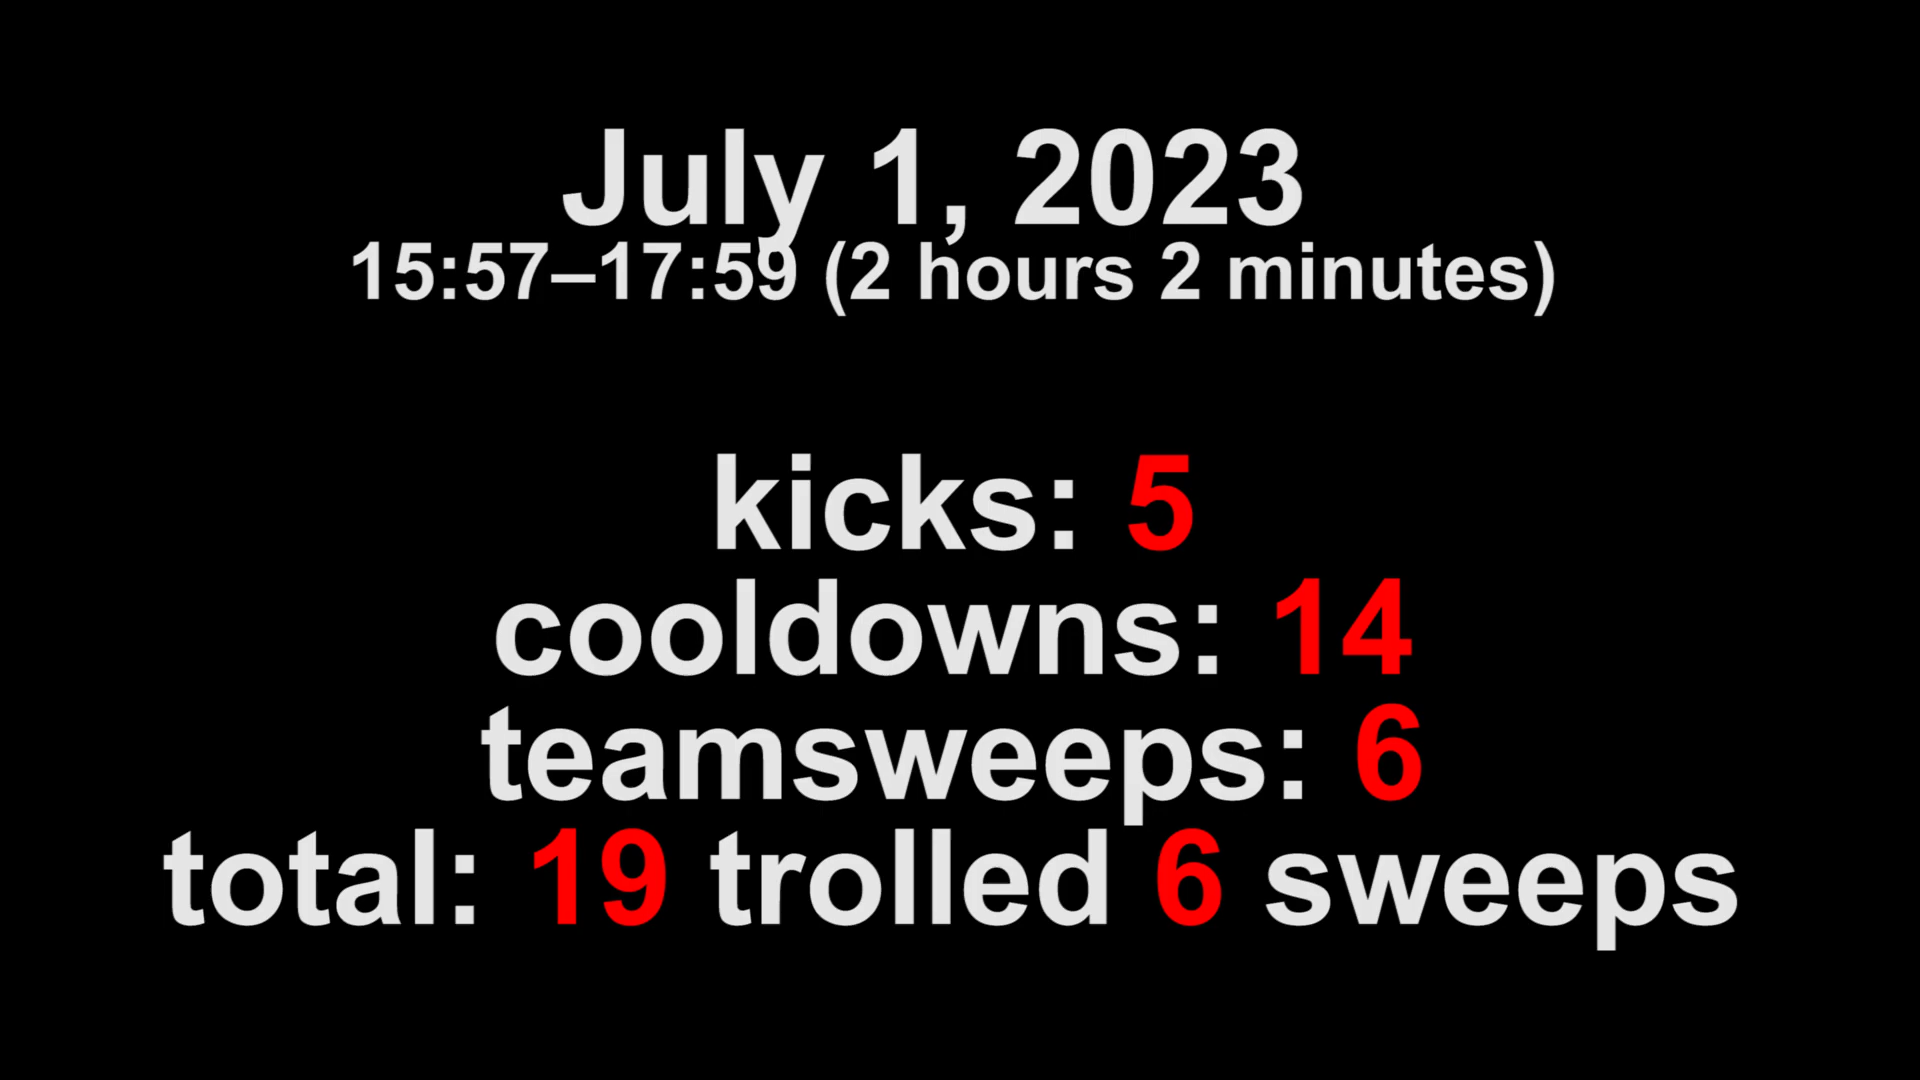 July 1, 2023
15:57–17:59 (2 hours 2 minutes)
kicks: 5
cooldowns: 14
teamsweeps: 6
total: 19 trolled 6 sweeps